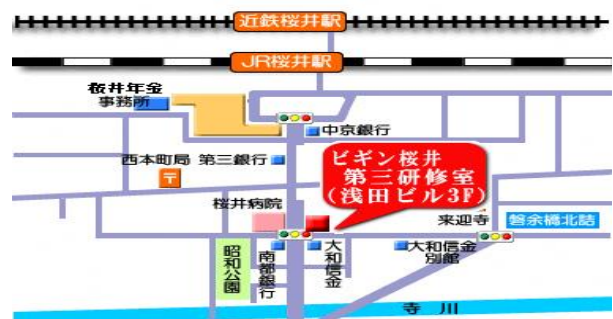 近鉄桜井駅
JR桜井駅
桜井年金
事務所
中京銀行
西本町局
第三銀行
〒
ビギン桜井
第三研修室
(浅田ビル3F)
桜井病院
来迎寺
磐余橋北詰
昭和公園
南都銀行
大和信金
大和信金
別館
寺川